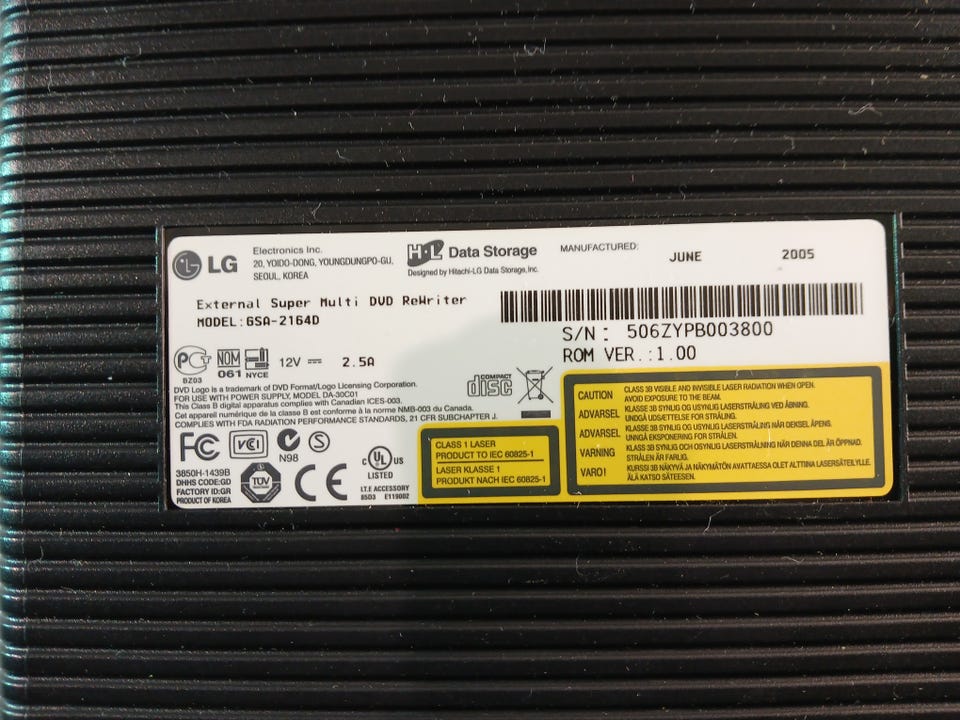 LG
Electronics Inc.
20, YOIDO-DONG, YOUNGDUNGPO-GU,
SEOUL, KOREA
H·L Data Storage
Designed by Hitachi-LG Data Storage, Inc.
MANUFACTURED:
JUNE 2005
External Super Multi DVD ReWriter
MODEL:GSA-2164D
S/N : 506ZYPB003800
ROM VER.:1.00
PCT
BZ03
NOM
061 NYCE
12V 2.5A
COMPACT
disc
DVD Logo is a trademark of DVD Format/Logo Licensing Corporation.
FOR USE WITH POWER SUPPLY, MODEL DA-30C01
This Class B digital apparatus complies with Canadian ICES-003.
Cet appareil numérique de la classe B est conforme à la norme NMB-003 du Canada.
COMPLIES WITH FDA RADIATION PERFORMANCE STANDARDS, 21 CFR SUBCHAPTER J.
FC
VCI
N98
S
3850H-1439B
DHHS CODE:GD
FACTORY ID:GR
PRODUCT OF KOREA
TÜV
CE
c UL US
LISTED
I.T.E ACCESSORY
85D3 E119002
CLASS 1 LASER
PRODUCT TO IEC 60825-1
LASER KLASSE 1
PRODUKT NACH IEC 60825-1
CAUTION CLASS 3B VISIBLE AND INVISIBLE LASER RADIATION WHEN OPEN.
AVOID EXPOSURE TO THE BEAM.
ADVARSEL KLASSE 3B SYNLIG OG USYNLIG LASERSTRÅLING VED ÅBNING.
UNDGÅ UDSÆTTELSE FOR STRÅLING.
ADVARSEL KLASSE 3B SYNLIG OG USYNLIG LASERSTRÅLING NÅR DEKSEL ÅPENS.
UNNGÅ EKSPONERING FOR STRÅLEN.
VARNING KLASS 3B SYNLIG OCH OSYNLIG LASERSTRÅLNING NÄR DENNA DEL ÄR ÖPPNAD.
STRÅLEN ÄR FARLIG.
VARO! KURSSI 3B NÄKYVÄ JA NÄKYMÄTÖN AVATTAESSA OLET ALTTIINA LASERSÄTEILYLLE.
ÄLÄ KATSO SÄTEESEEN.